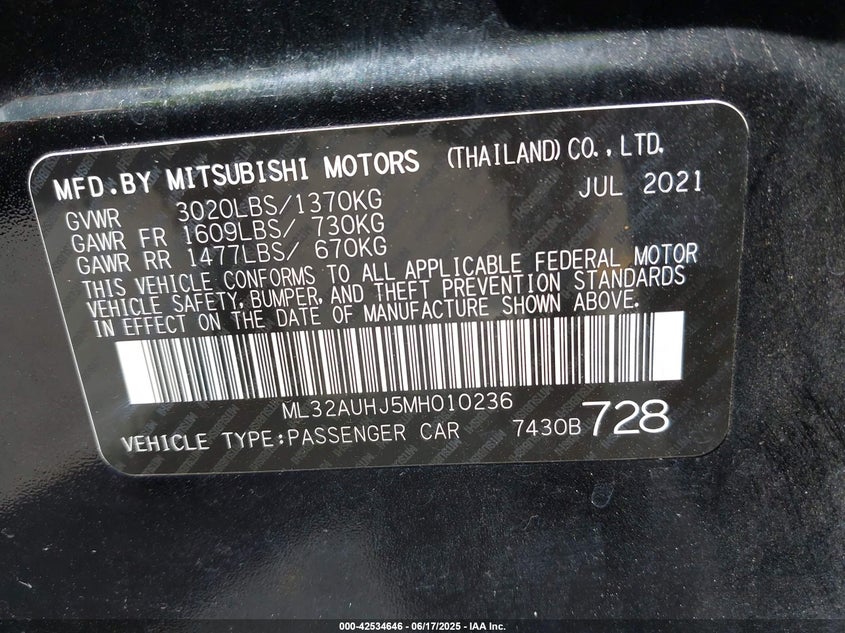 MFD.BY MITSUBISHI MOTORS (THAILAND)CO.,LTD.
GVWR 3020LBS/1370KG JUL 2021
GAWR FR 1609LBS/ 730KG
GAWR RR 1477LBS/ 670KG
THIS VEHICLE CONFORMS TO ALL APPLICABLE FEDERAL MOTOR
VEHICLE SAFETY, BUMPER, AND THEFT PREVENTION STANDARDS
IN EFFECT ON THE DATE OF MANUFACTURE SHOWN ABOVE.
ML32AUHJ5MH010236
VEHICLE TYPE:PASSENGER CAR 7430B 728
000-42534646 - 06/17/2025 - IAA Inc.